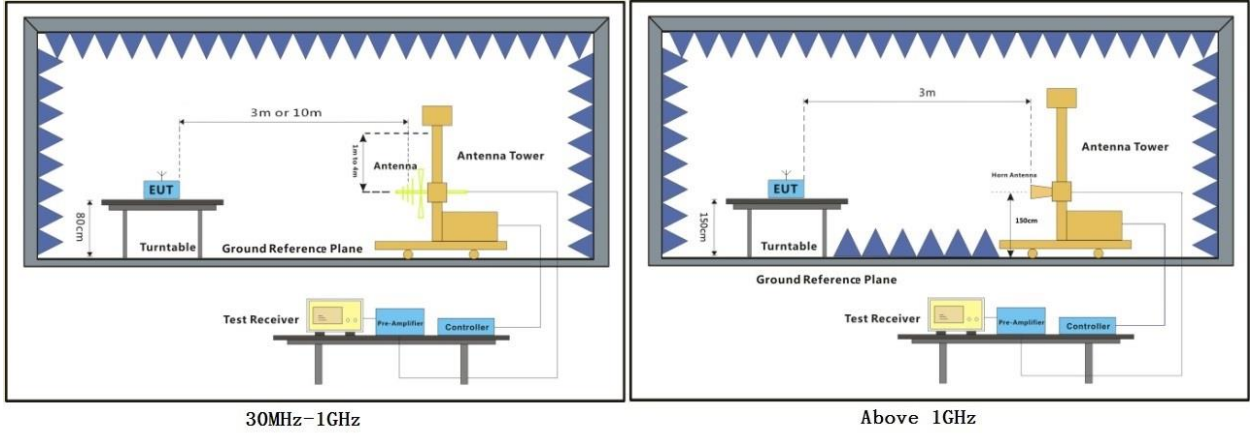 3m or 10m
1m to 4m
Antenna
Antenna Tower
EUT
80cm
Turntable
Ground Reference Plane
Test Receiver
Pre-Amplifier
Controller
30MHz-1GHz
3m
Antenna Tower
Horn Antenna
EUT
150cm
150cm
Turntable
Ground Reference Plane
Test Receiver
Pre-Amplifier
Controller
Above 1GHz